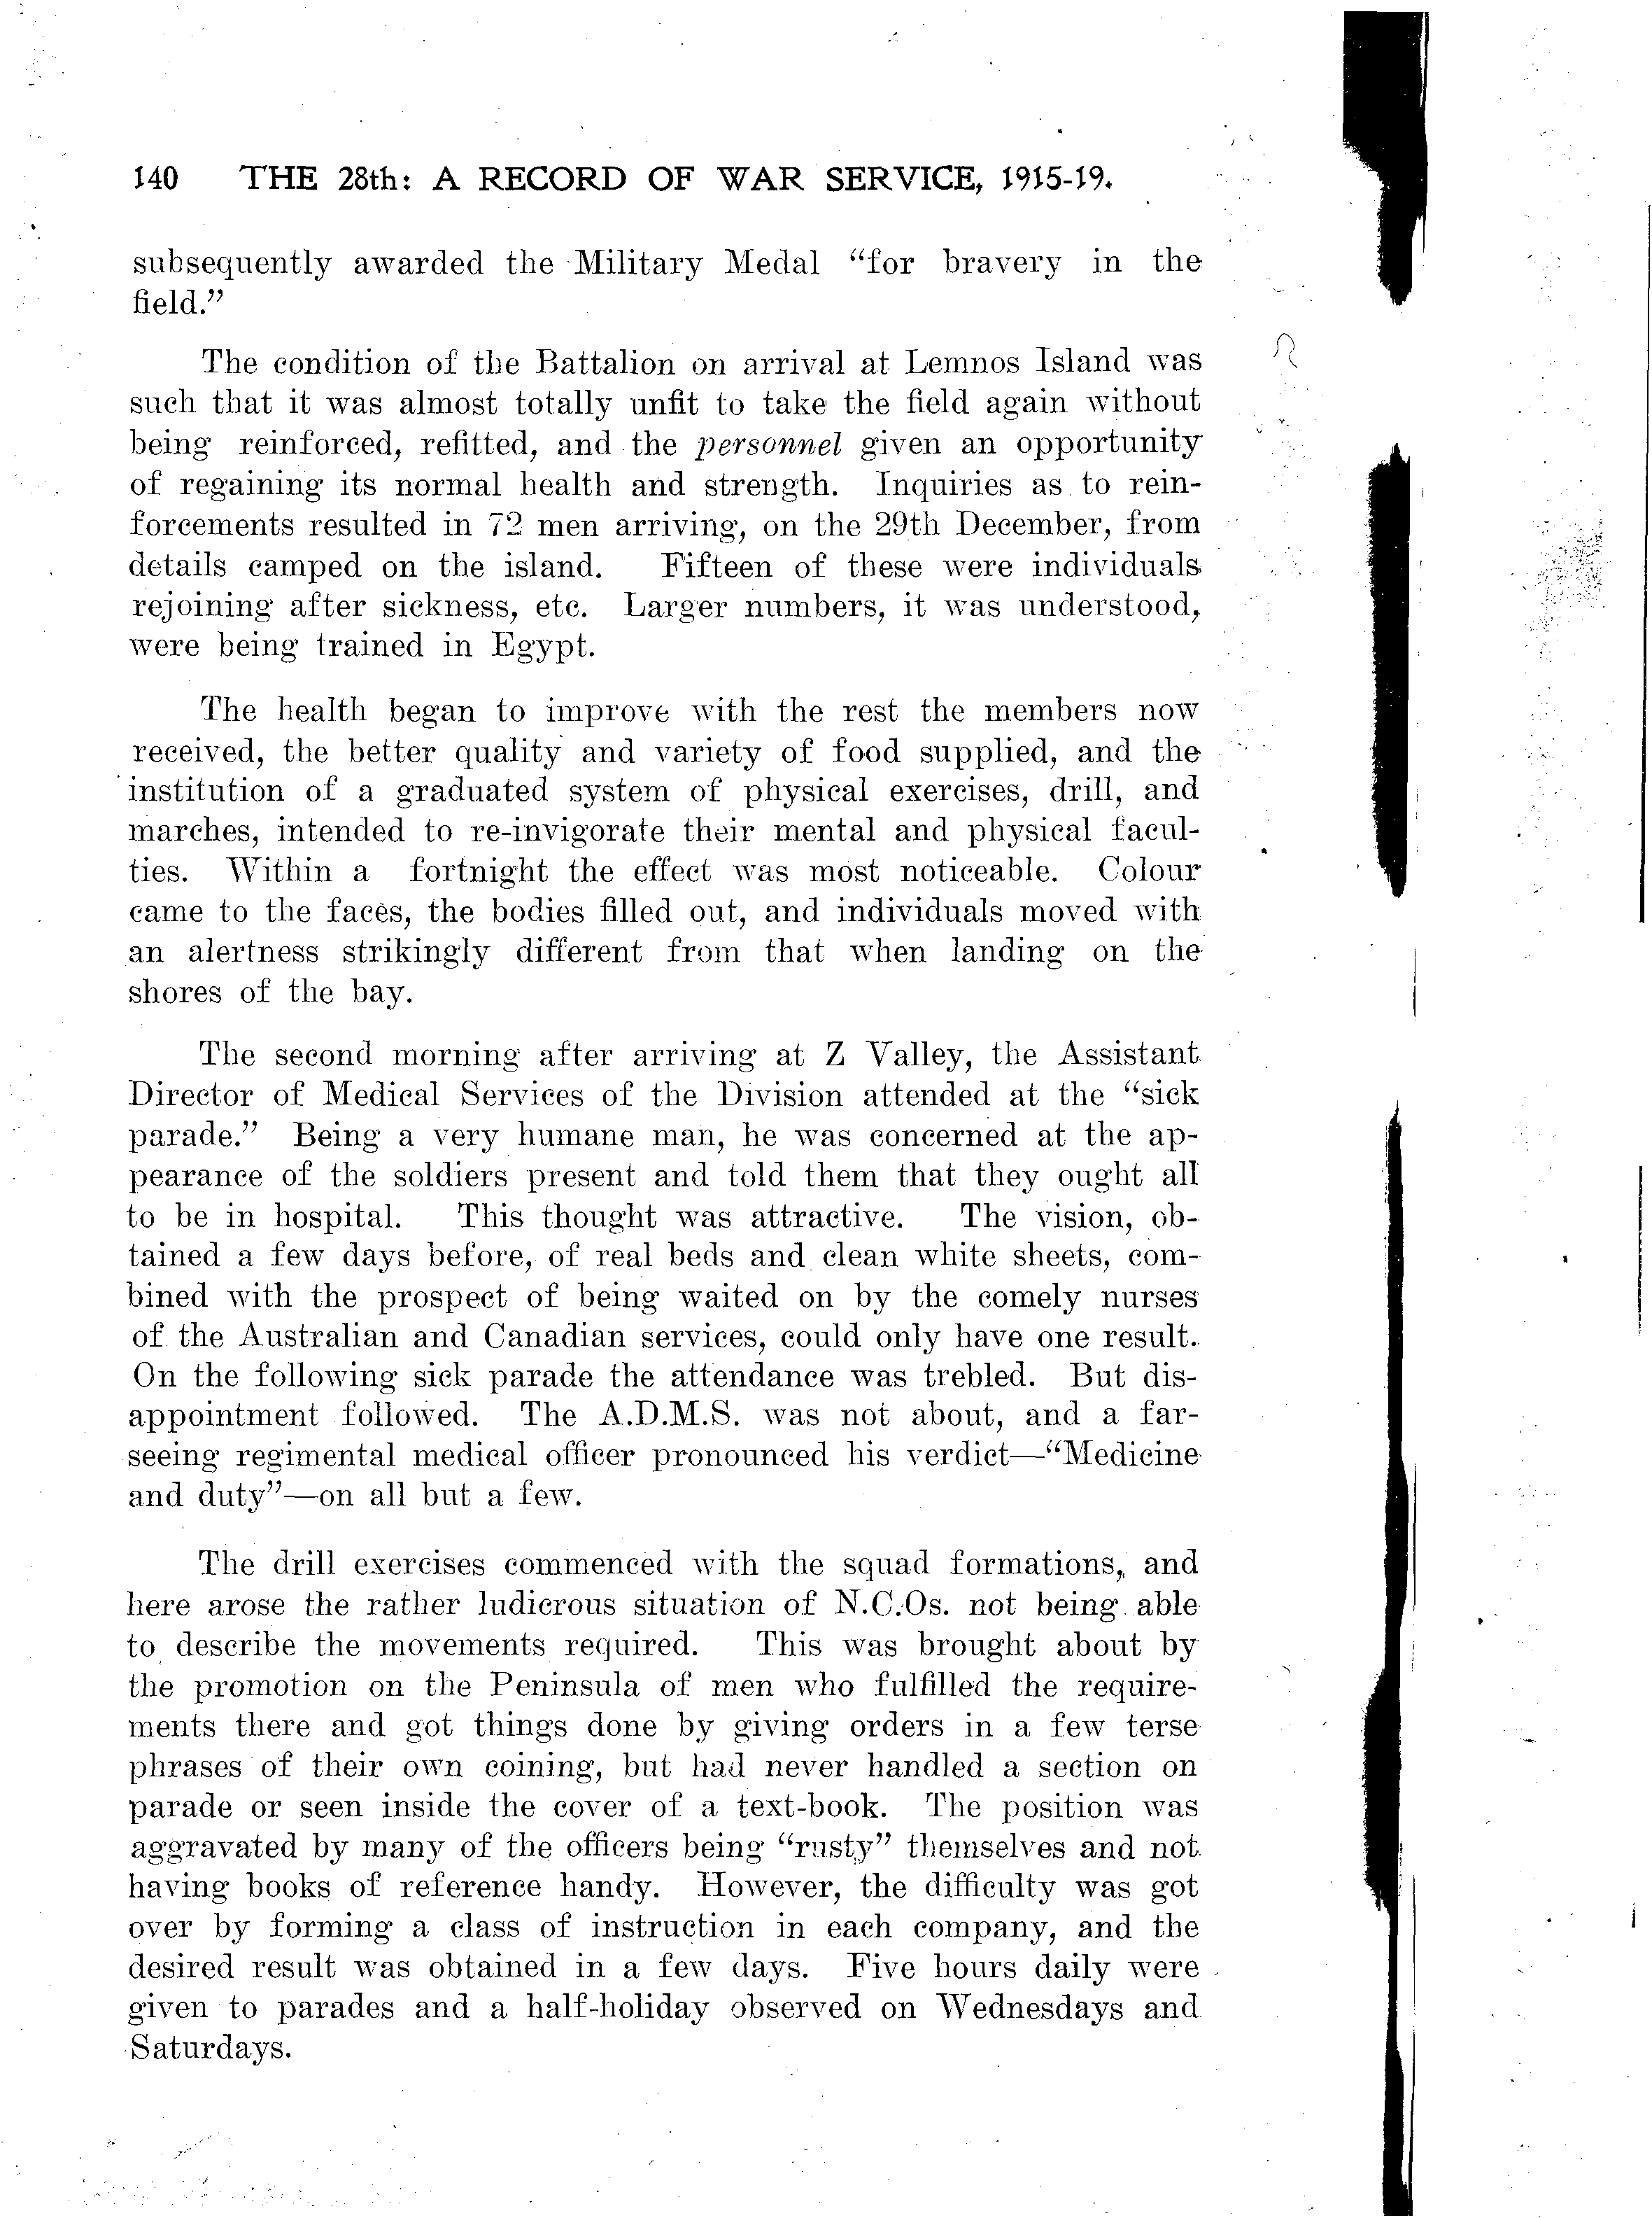 140 THE 28th: A RECORD OF WAR SERVICE, 1915-19.
subsequently awarded the Military Medal “for bravery in the
field.”
The condition of the Battalion on arrival at Lemnos Island was
such that it was almost totally unfit to take the field again without
being reinforced, refitted, and the personnel given an opportunity
of regaining its normal health and strength. Inquiries as to rein-
forcements resulted in 72 men arriving, on the 29th December, from
details camped on the island. Fifteen of these were individuals
rejoining after sickness, etc. Larger numbers, it was understood,
were being trained in Egypt.
The health began to improve with the rest the members now
received, the better quality and variety of food supplied, and the
institution of a graduated system of physical exercises, drill, and
marches, intended to re-invigorate their mental and physical facul-
ties. Within a fortnight the effect was most noticeable. Colour
came to the faces, the bodies filled out, and individuals moved with
an alertness strikingly different from that when landing on the
shores of the bay.
The second morning after arriving at Z Valley, the Assistant
Director of Medical Services of the Division attended at the “sick
parade.” Being a very humane man, he was concerned at the ap-
pearance of the soldiers present and told them that they ought all
to be in hospital. This thought was attractive. The vision, ob-
tained a few days before, of real beds and clean white sheets, com-
bined with the prospect of being waited on by the comely nurses
of the Australian and Canadian services, could only have one result.
On the following sick parade the attendance was trebled. But dis-
appointment followed. The A.D.M.S. was not about, and a far-
seeing regimental medical officer pronounced his verdict—“Medicine
and duty”—on all but a few.
The drill exercises commenced with the squad formations, and
here arose the rather ludicrous situation of N.C.Os. not being able
to describe the movements required. This was brought about by
the promotion on the Peninsula of men who fulfilled the require-
ments there and got things done by giving orders in a few terse
phrases of their own coining, but had never handled a section on
parade or seen inside the cover of a text-book. The position was
aggravated by many of the officers being “rusty” themselves and not
having books of reference handy. However, the difficulty was got
over by forming a class of instruction in each company, and the
desired result was obtained in a few days. Five hours daily were
given to parades and a half-holiday observed on Wednesdays and
Saturdays.